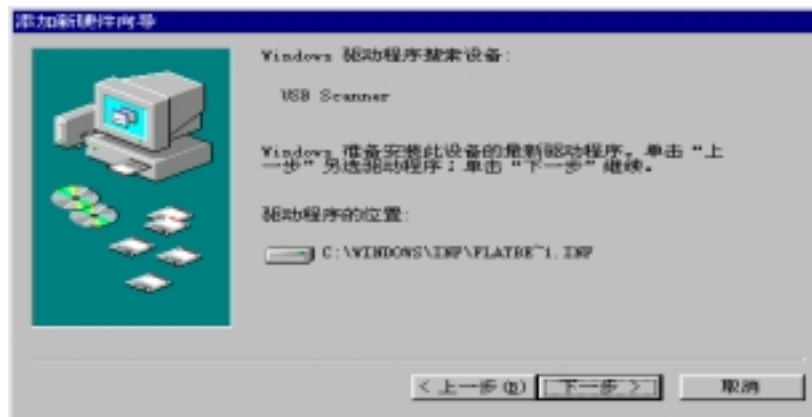 添加新硬件向导
Windows 驱动程序搜索设备:
USB Scanner
Windows 准备安装此设备的最新驱动程序。单击“上
一步”另选驱动程序；单击“下一步”继续。
驱动程序的位置:
C:\WINDOWS\INF\FLATBE~1.INF
< 上一步(B)
下一步 >
取消